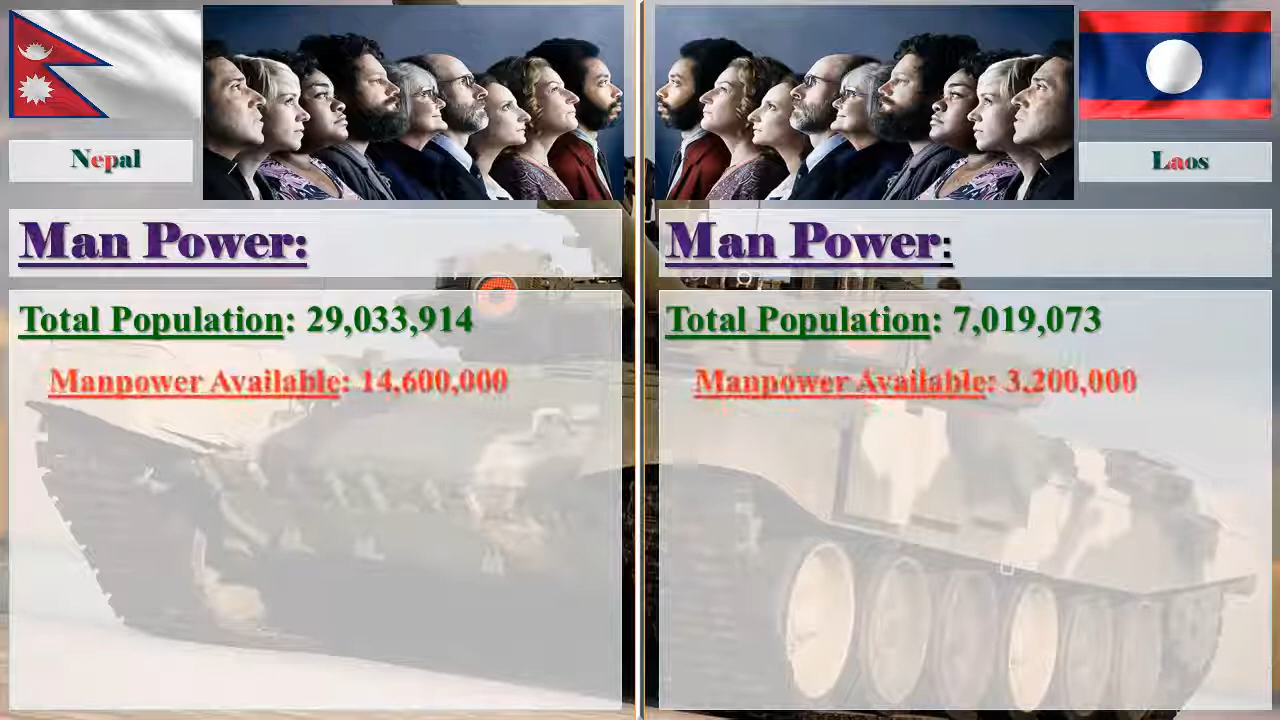 Nepal
Man Power:
Total Population: 29,033,914
Manpower Available: 14,600,000
Laos
Man Power:
Total Population: 7,019,073
Manpower Available: 3,200,000